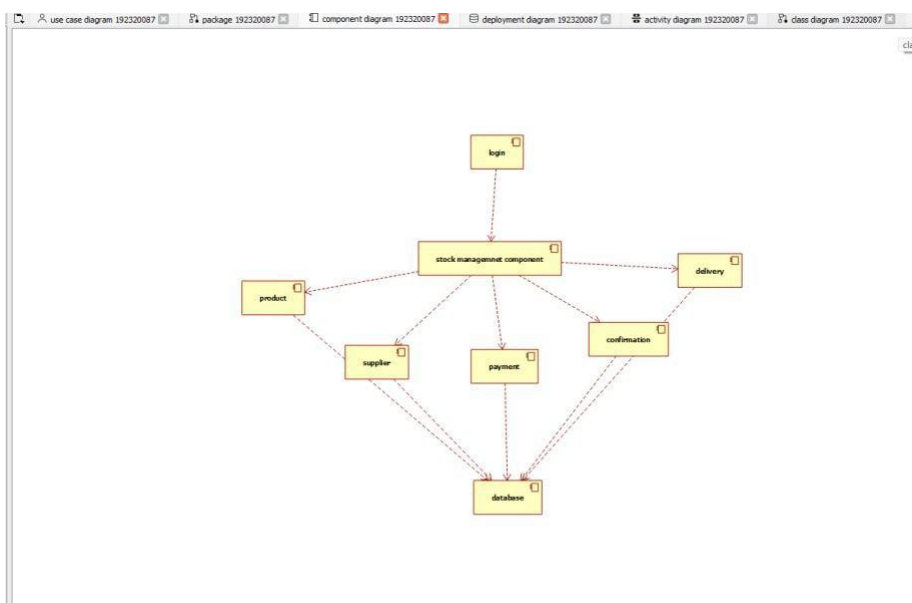 use case diagram 192320087
package 192320087
component diagram 192320087
deployment diagram 192320087
activity diagram 192320087
class diagram 192320087
cla
login
stock managemnet component
delivery
product
confirmation
supplier
payment
database